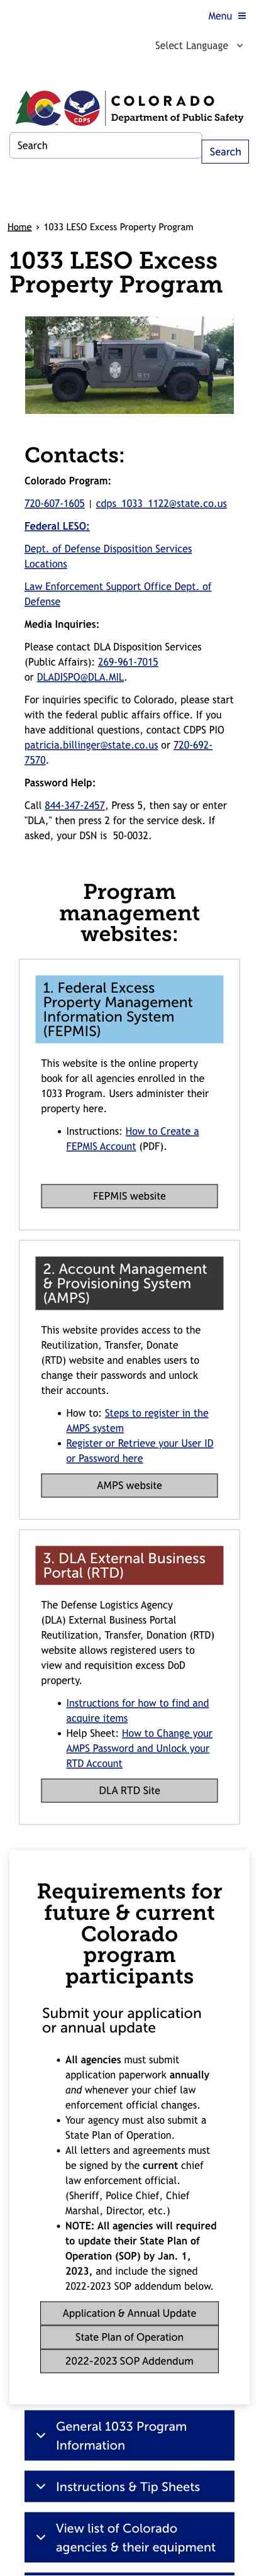 Menu
Select Language
COLORADO
CDPS
Department of Public Safety
Search
Search
Home › 1033 LESO Excess Property Program
1033 LESO Excess
Property Program
Contacts:
Colorado Program:
720-607-1605 | cdps_1033_1122@state.co.us
Federal LESO:
Dept. of Defense Disposition Services
Locations
Law Enforcement Support Office Dept. of
Defense
Media Inquiries:
Please contact DLA Disposition Services
(Public Affairs): 269-961-7015
or DLADISPO@DLA.MIL.
For inquiries specific to Colorado, please start
with the federal public affairs office. If you
have additional questions, contact CDPS PIO
patricia.billinger@state.co.us or 720-692-
7570.
Password Help:
Call 844-347-2457, Press 5, then say or enter
"DLA," then press 2 for the service desk. If
asked, your DSN is  50-0032.
Program
management
websites:
1. Federal Excess
Property Management
Information System
(FEPMIS)
This website is the online property
book for all agencies enrolled in the
1033 Program. Users administer their
property here.
• Instructions: How to Create a
FEPMIS Account (PDF).
FEPMIS website
2. Account Management
& Provisioning System
(AMPS)
This website provides access to the
Reutilization, Transfer, Donate
(RTD) website and enables users to
change their passwords and unlock
their accounts.
• How to: Steps to register in the
AMPS system
• Register or Retrieve your User ID
or Password here
AMPS website
3. DLA External Business
Portal (RTD)
The Defense Logistics Agency
(DLA) External Business Portal
Reutilization, Transfer, Donation (RTD)
website allows registered users to
view and requisition excess DoD
property.
• Instructions for how to find and
acquire items
• Help Sheet: How to Change your
AMPS Password and Unlock your
RTD Account
DLA RTD Site
Requirements for
future & current
Colorado
program
participants
Submit your application
or annual update
• All agencies must submit
application paperwork annually
and whenever your chief law
enforcement official changes.
• Your agency must also submit a
State Plan of Operation.
• All letters and agreements must
be signed by the current chief
law enforcement official.
(Sheriff, Police Chief, Chief
Marshal, Director, etc.)
• NOTE: All agencies will required
to update their State Plan of
Operation (SOP) by Jan. 1,
2023, and include the signed
2022-2023 SOP addendum below.
Application & Annual Update
State Plan of Operation
2022-2023 SOP Addendum
General 1033 Program
Information
Instructions & Tip Sheets
View list of Colorado
agencies & their equipment